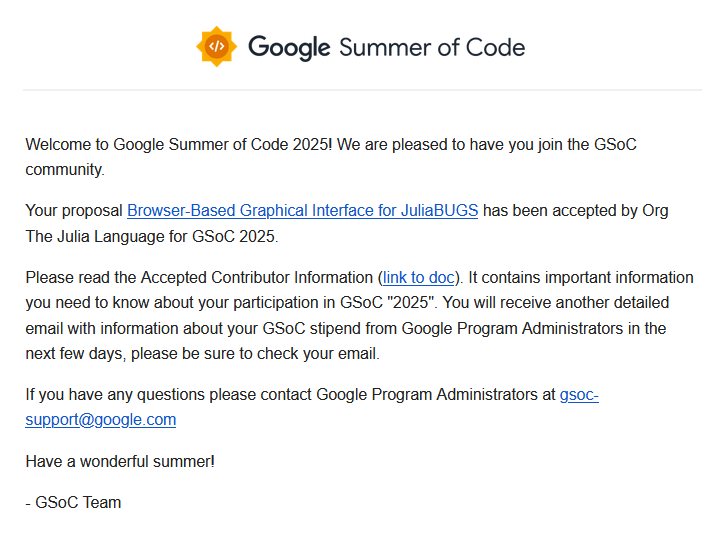 </> Google Summer of Code
Welcome to Google Summer of Code 2025! We are pleased to have you join the GSoC
community.
Your proposal Browser-Based Graphical Interface for JuliaBUGS has been accepted by Org
The Julia Language for GSoC 2025.
Please read the Accepted Contributor Information (link to doc). It contains important information
you need to know about your participation in GSoC "2025". You will receive another detailed
email with information about your GSoC stipend from Google Program Administrators in the
next few days, please be sure to check your email.
If you have any questions please contact Google Program Administrators at gsoc-
support@google.com
Have a wonderful summer!
- GSoC Team